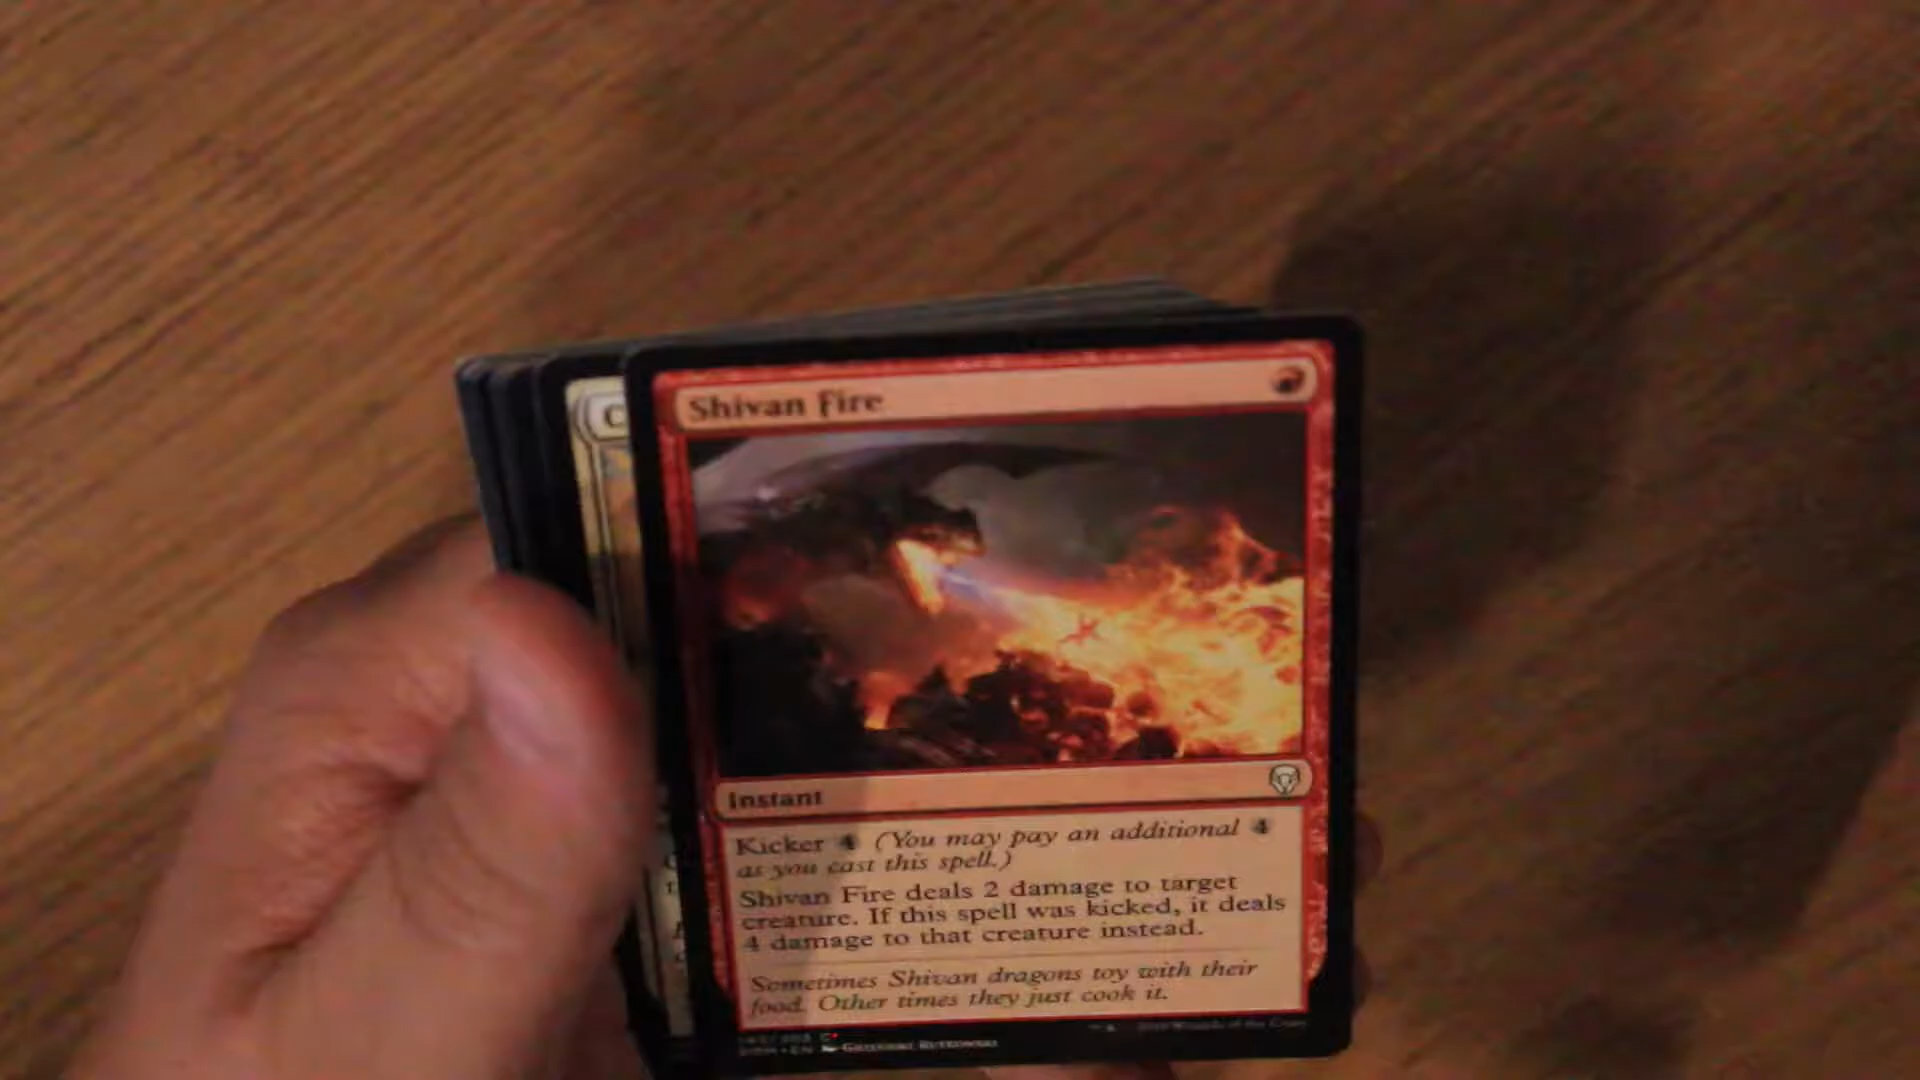 Shivan Fire
C
Instant
Kicker 4 (You may pay an additional 4
as you cast this spell.)
Shivan Fire deals 2 damage to target
creature. If this spell was kicked, it deals
4 damage to that creature instead.
Sometimes Shivan dragons toy with their
food. Other times they just cook it.
EN